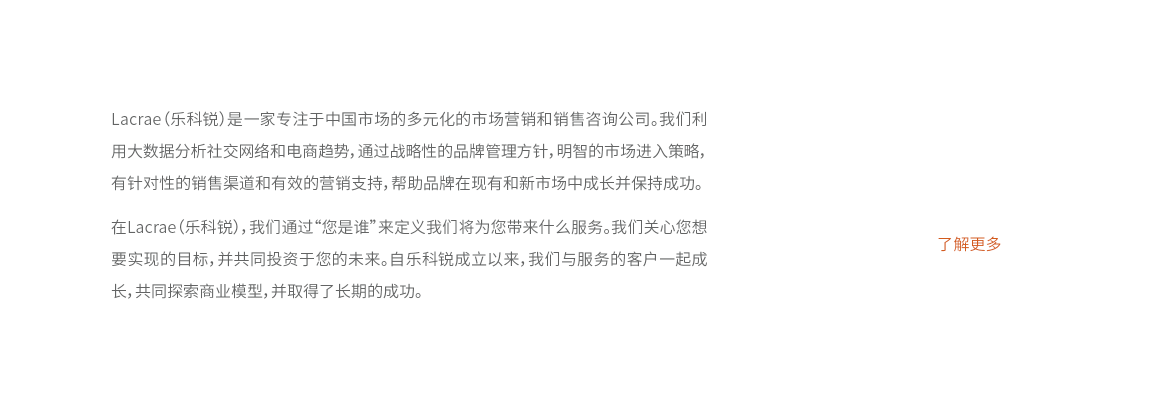 Lacrae（乐科锐）是一家专注于中国市场的多元化的市场营销和销售咨询公司。我们利
用大数据分析社交网络和电商趋势，通过战略性的品牌管理方针，明智的市场进入策略，
有针对性的销售渠道和有效的营销支持，帮助品牌在现有和新市场中成长并保持成功。
在Lacrae（乐科锐），我们通过“您是谁”来定义我们将为您带来什么服务。我们关心您想
要实现的目标，并共同投资于您的未来。自乐科锐成立以来，我们与服务的客户一起成
长，共同探索商业模型，并取得了长期的成功。
了解更多